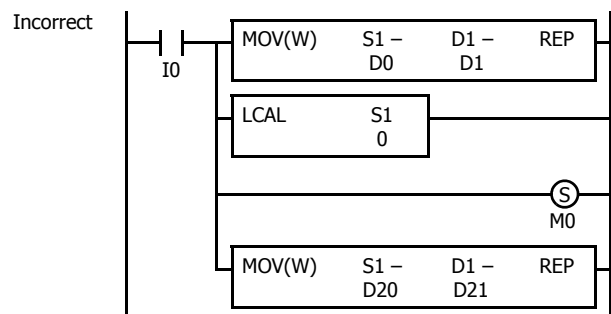 Incorrect
MOV(W) S1 – D1 – REP
D0 D1
I0
LCAL S1
0
S
M0
MOV(W) S1 – D1 – REP
D20 D21